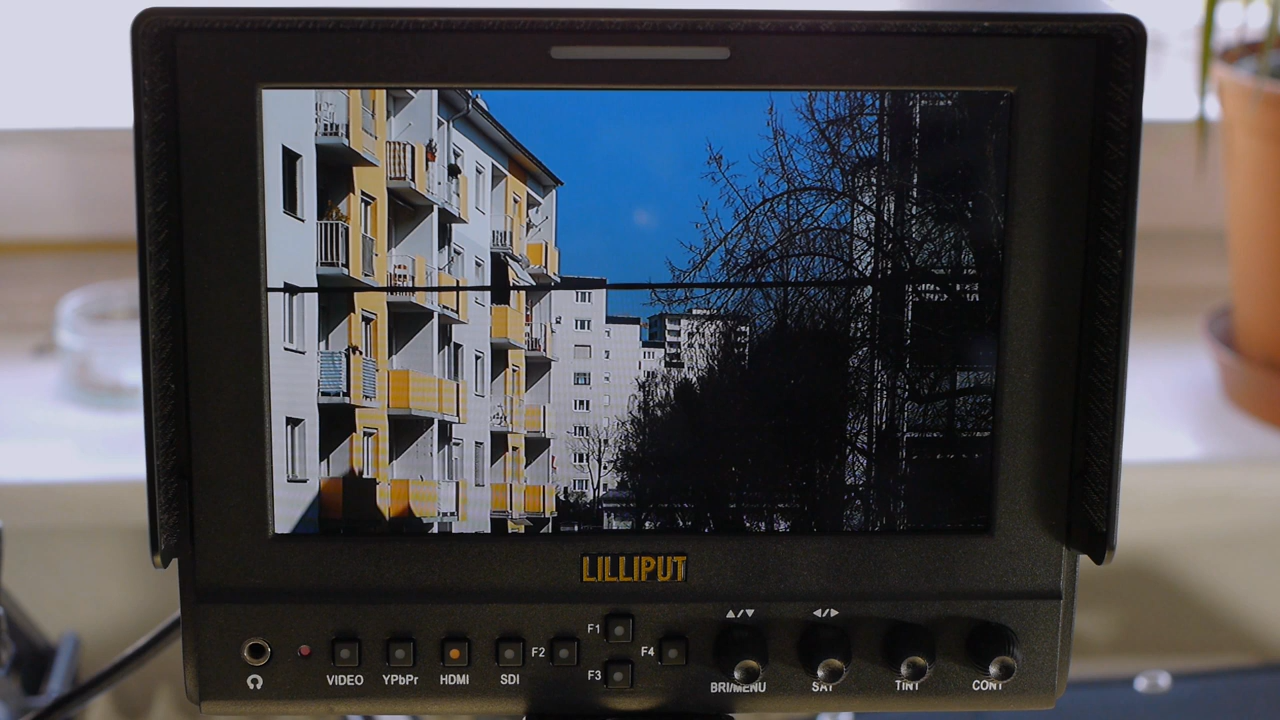 LILLIPUT
F1
F2
F4
F3
VIDEO YPbPr HDMI SDI
BRI/MENU SAT TINT CONT